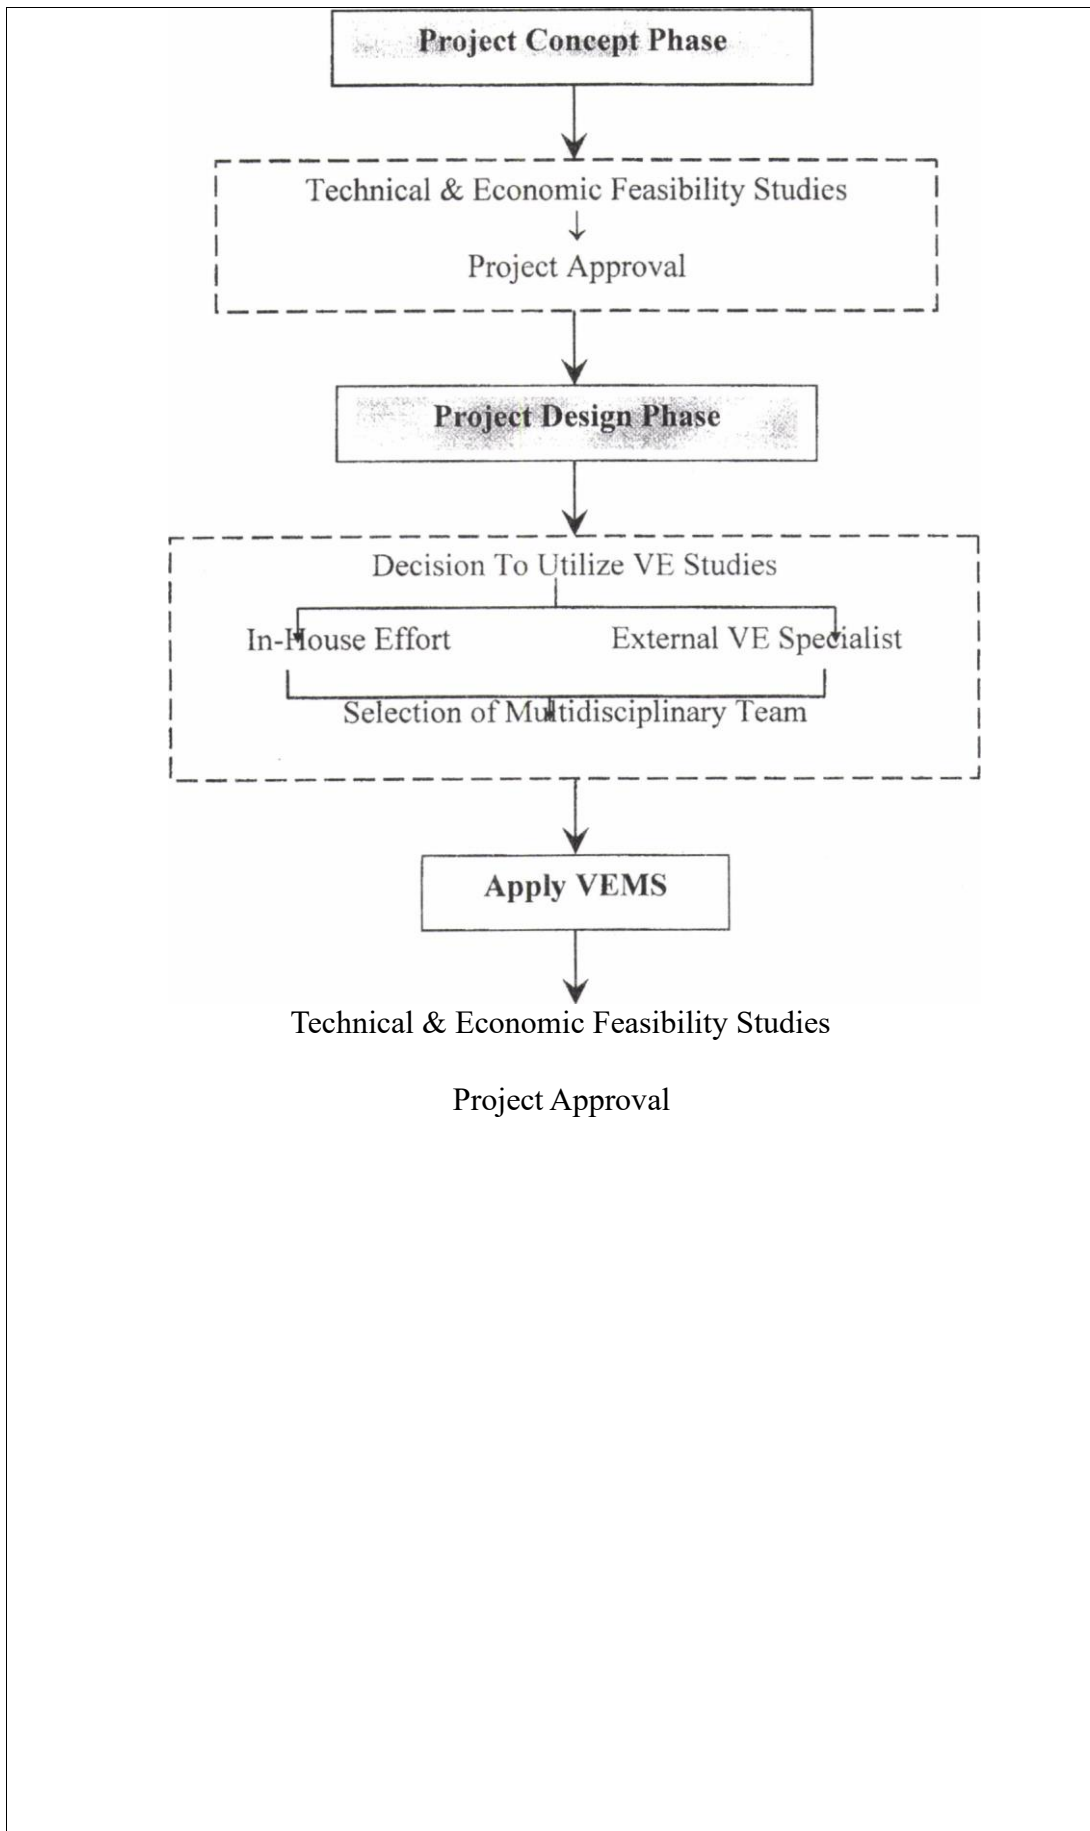 Project Concept Phase
Technical & Economic Feasibility Studies
Project Approval
Project Design Phase
Decision To Utilize VE Studies
In-House Effort
External VE Specialist
Selection of Multidisciplinary Team
Apply VEMS
Technical & Economic Feasibility Studies
Project Approval